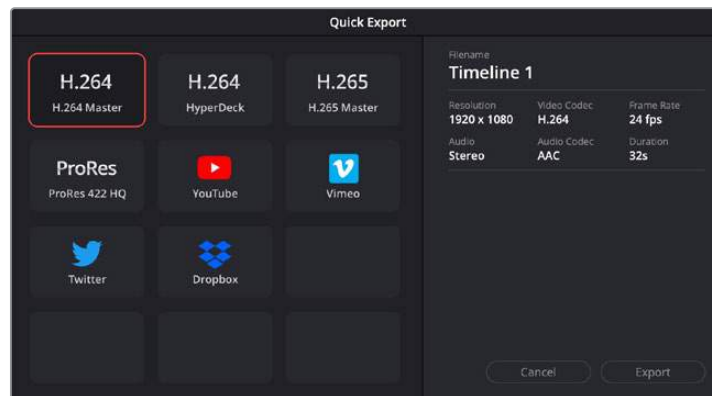 Quick Export
H.264
H.264 Master
H.264
HyperDeck
H.265
H.265 Master
ProRes
ProRes 422 HQ
YouTube
Vimeo
Twitter
Dropbox
Filename
Timeline 1
Resolution Video Codec Frame Rate
1920 x 1080 H.264 24 fps
Audio Audio Codec Duration
Stereo AAC 32s
Cancel Export